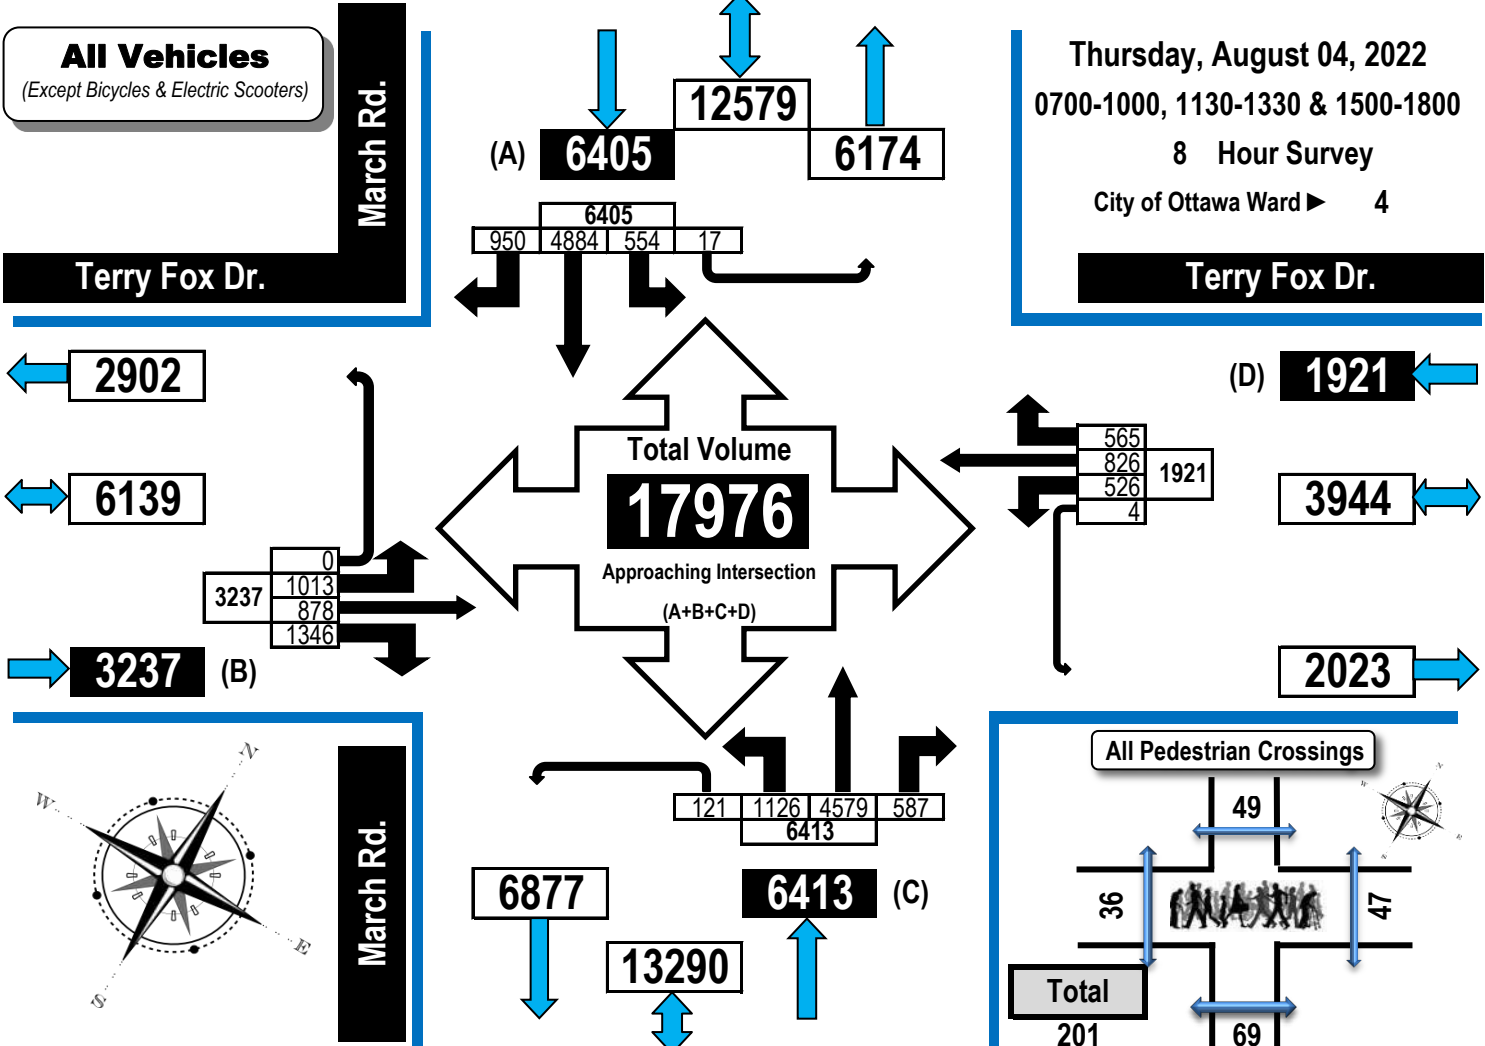 All Vehicles
(Except Bicycles & Electric Scooters)
March Rd.
Terry Fox Dr.
12579
(A) 6405
6174
6405
950 4884 554 17
Thursday, August 04, 2022
0700-1000, 1130-1330 & 1500-1800
8 Hour Survey
City of Ottawa Ward ► 4
Terry Fox Dr.
2902
6139
0
1013
878
1346
3237
3237 (B)
Total Volume
17976
Approaching Intersection
(A+B+C+D)
(D) 1921
565
826
526
4
1921
3944
2023
N
W
E
S
March Rd.
121 1126 4579 587
6413
6877
6413 (C)
13290
All Pedestrian Crossings
49
36
47
69
Total
201
N
W
E
S